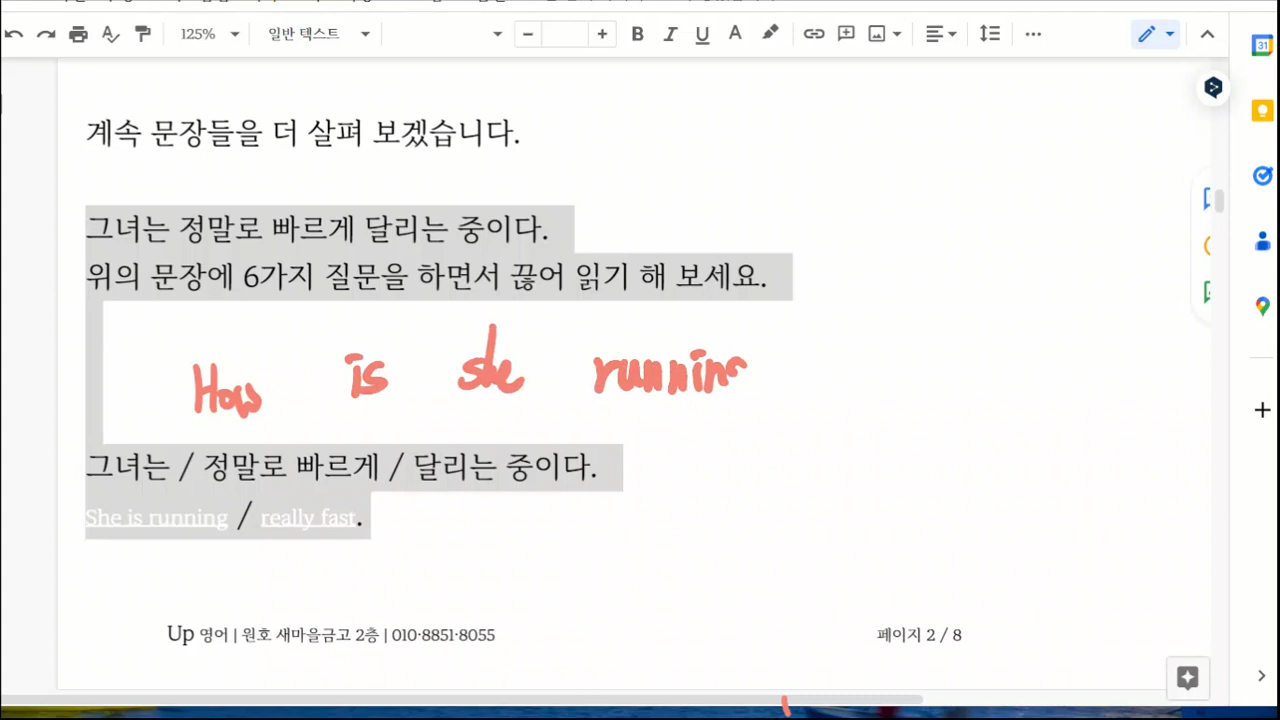 125%
일반 텍스트
31
계속 문장들을 더 살펴 보겠습니다.
그녀는 정말로 빠르게 달리는 중이다.
위의 문장에 6가지 질문을 하면서 끊어 읽기 해 보세요.
How is she running
그녀는 / 정말로 빠르게 / 달리는 중이다.
She is running / really fast.
Up 영어 | 원호 새마을금고 2층 | 010·8851·8055
페이지 2 / 8